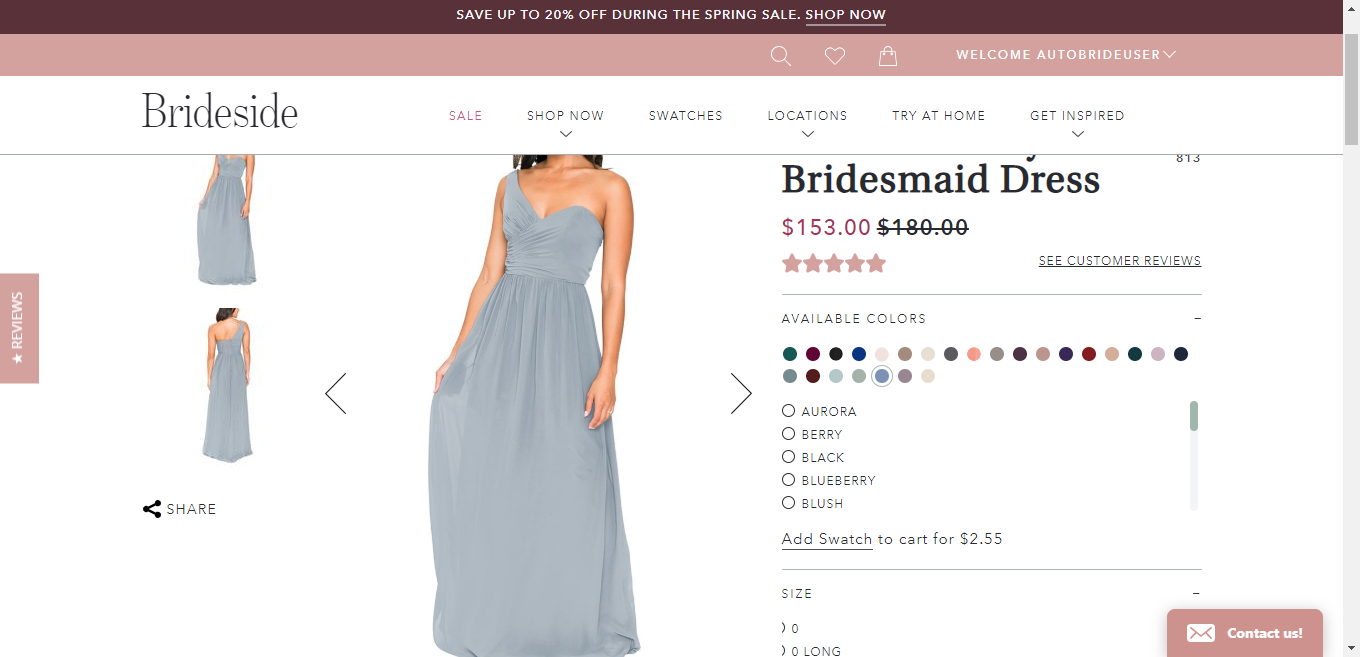 SAVE UP TO 20% OFF DURING THE SPRING SALE. SHOP NOW
WELCOME AUTOBRIDEUSER
Brideside
SALE
SHOP NOW
SWATCHES
LOCATIONS
TRY AT HOME
GET INSPIRED
813
Bridesmaid Dress
$153.00 $180.00
SEE CUSTOMER REVIEWS
★ REVIEWS
AVAILABLE COLORS
AURORA
BERRY
BLACK
BLUEBERRY
BLUSH
SHARE
Add Swatch to cart for $2.55
SIZE
0
0 LONG
Contact us!